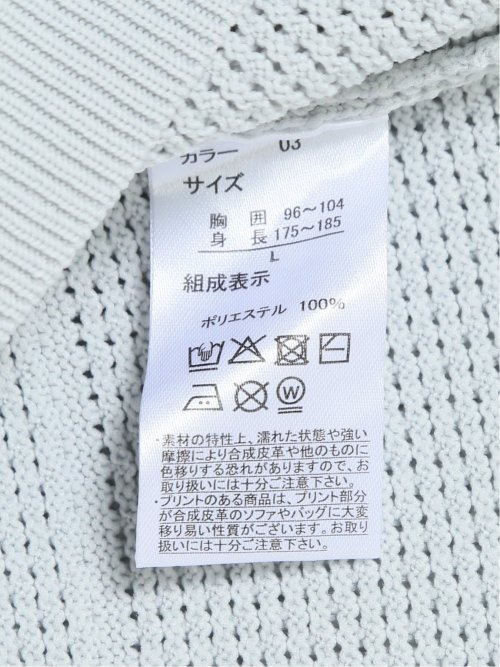 カラー 03
サイズ
胸 囲 96～104
身 長 175～185
L
組成表示
ポリエステル 100%
W
・素材の特性上、濡れた状態や強い
摩擦により合成皮革や他のものに
色移りする恐れがありますので、お
取り扱いには十分ご注意下さい。
・プリントのある商品は、プリント部分
が合成皮革のソファやバッグに大変
移り易い性質がございます。お取り
扱いには十分ご注意下さい。